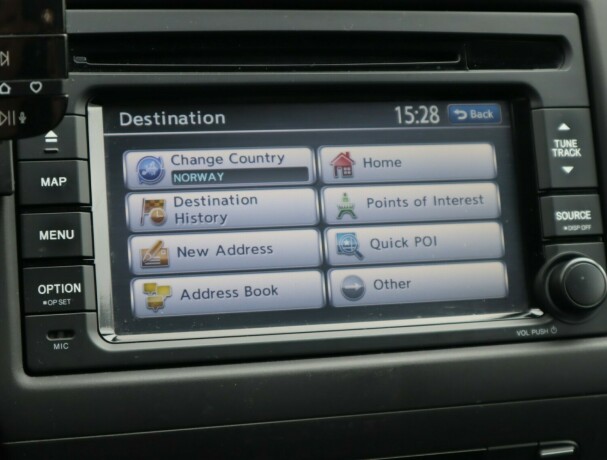 Destination
15:28
Back
Change Country
NORWAY
Home
Destination
History
Points of Interest
New Address
Quick POI
Address Book
Other
MAP
MENU
OPTION
OP SET
MIC
TUNE
TRACK
SOURCE
DISP OFF
VOL PUSH